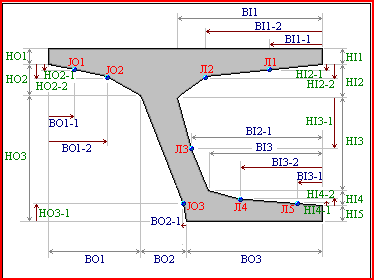 BI1
BI1-2
BI1-1
HO1
JO1
JO2
HO2-1
HO2
HO2-2
JI2
JI1
HI1
HI2-1
HI2
HI2-2
BO1-1
BO1-2
HO3
BI2-1
BI3
HI3-1
HI3
JI3
BI3-2
BI3-1
HO3-1
BO2-1
JO3
JI4
JI5
HI4-2
HI4
HI4-1
HI5
BO1
BO2
BO3